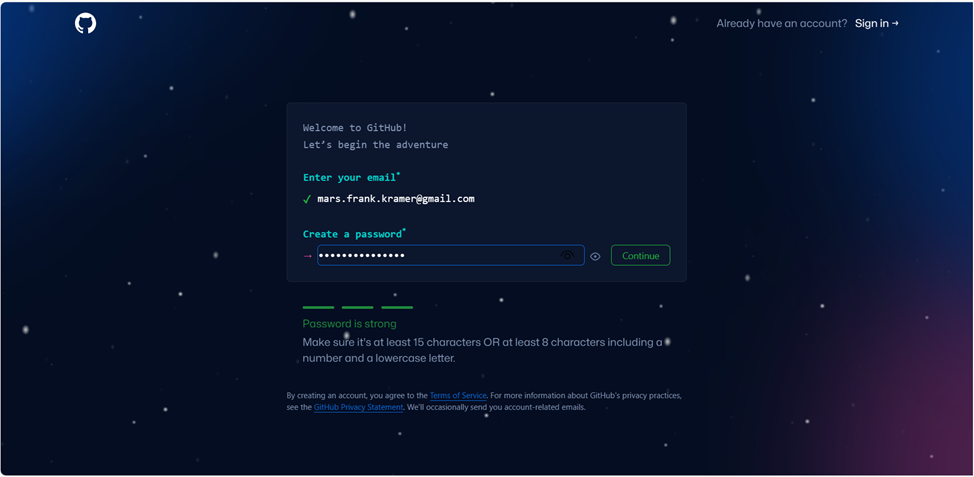 Already have an account? Sign in →
Welcome to GitHub!
Let’s begin the adventure
Enter your email*
✓ mars.frank.kramer@gmail.com
Create a password*
→ •••••••••••••••
Continue
Password is strong
Make sure it's at least 15 characters OR at least 8 characters including a
number and a lowercase letter.
By creating an account, you agree to the Terms of Service. For more information about GitHub's privacy practices,
see the GitHub Privacy Statement. We'll occasionally send you account-related emails.